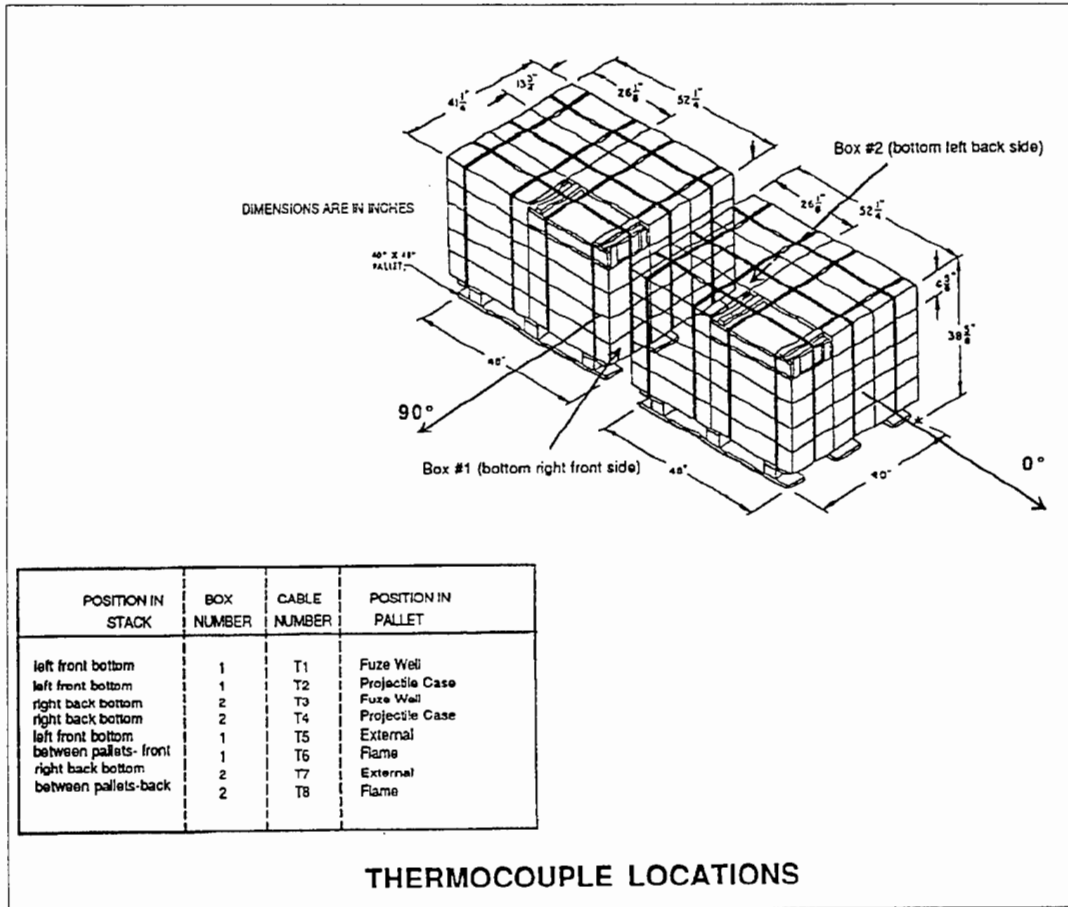 41 1/4"
13 3/4"
26 1/8"
52 1/4"
Box #2 (bottom left back side)
26 1/8"
52 1/4"
DIMENSIONS ARE IN INCHES
40" X 48"
PALLET
38 5/8"
48"
90°
Box #1 (bottom right front side)
48"
40"
0°
POSITION IN STACK BOX NUMBER CABLE NUMBER POSITION IN PALLET
left front bottom 1 T1 Fuze Well
left front bottom 1 T2 Projectile Case
right back bottom 2 T3 Fuze Well
right back bottom 2 T4 Projectile Case
left front bottom 1 T5 External
between pallets- front 1 T6 Flame
right back bottom 2 T7 External
between pallets-back 2 T8 Flame
THERMOCOUPLE LOCATIONS